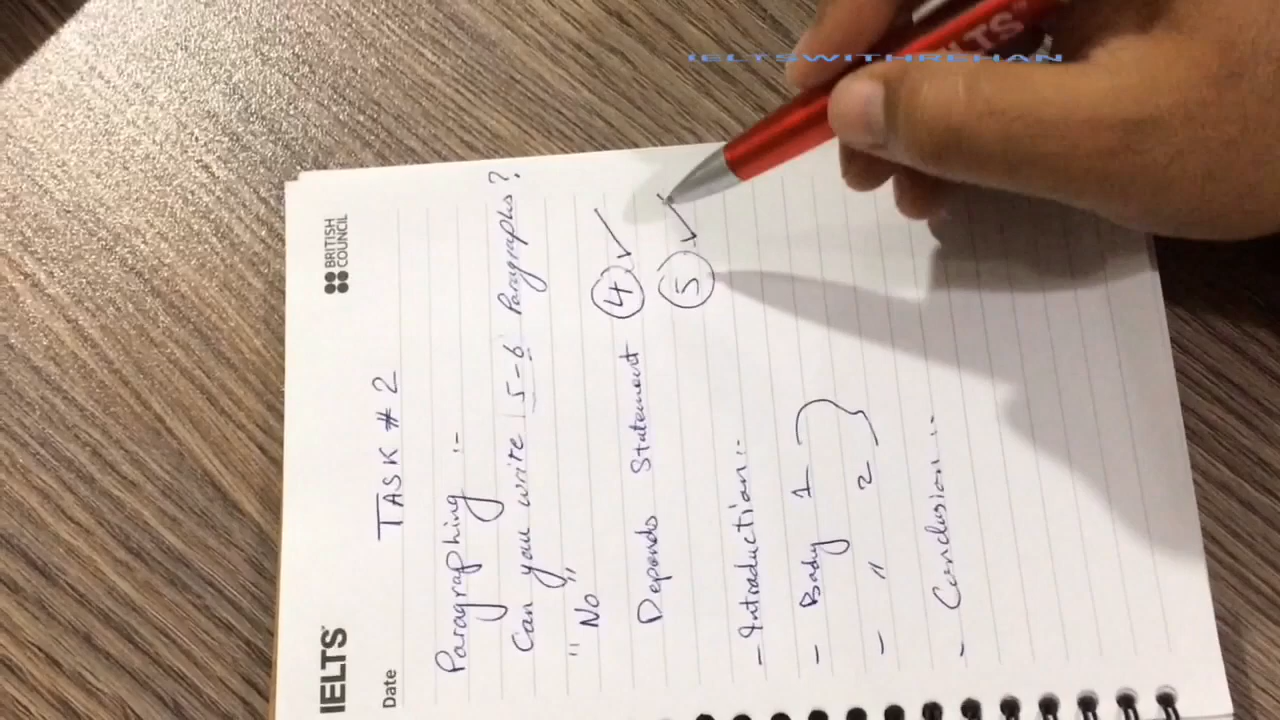 IELTSWITHREHAN
IELTS
BRITISH
COUNCIL
IELTS
Date
TASK # 2
Paragraphing :-
Can you write 5-6 Paragraphs?
"No" 4 ✓
Depends Statement 5 ✓
- Introduction..
- Body 1
- " 2
- Conclusion..